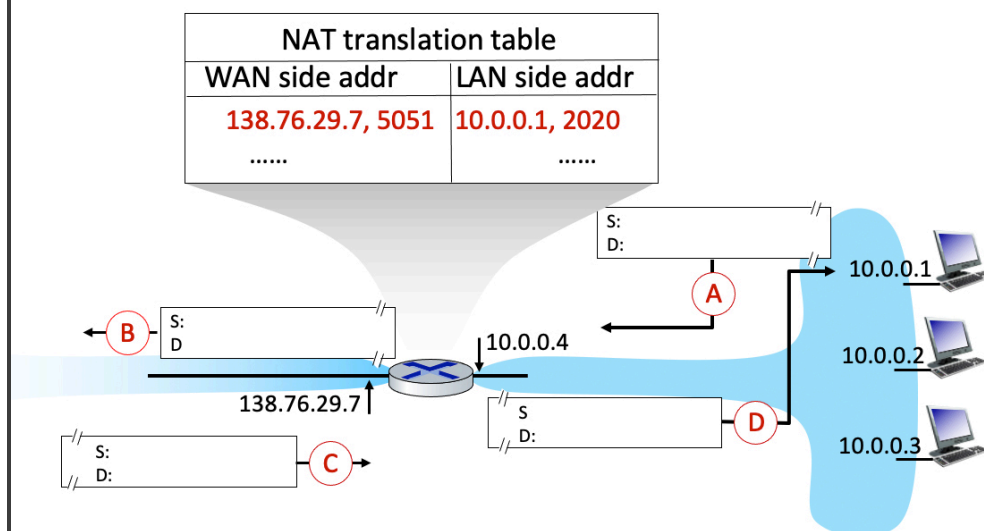 NAT translation table
WAN side addr LAN side addr
138.76.29.7, 5051 10.0.0.1, 2020
...... ......
S:
D:
10.0.0.1
A
B
S:
D
10.0.0.4
10.0.0.2
138.76.29.7
S
D:
D
10.0.0.3
S:
D:
C